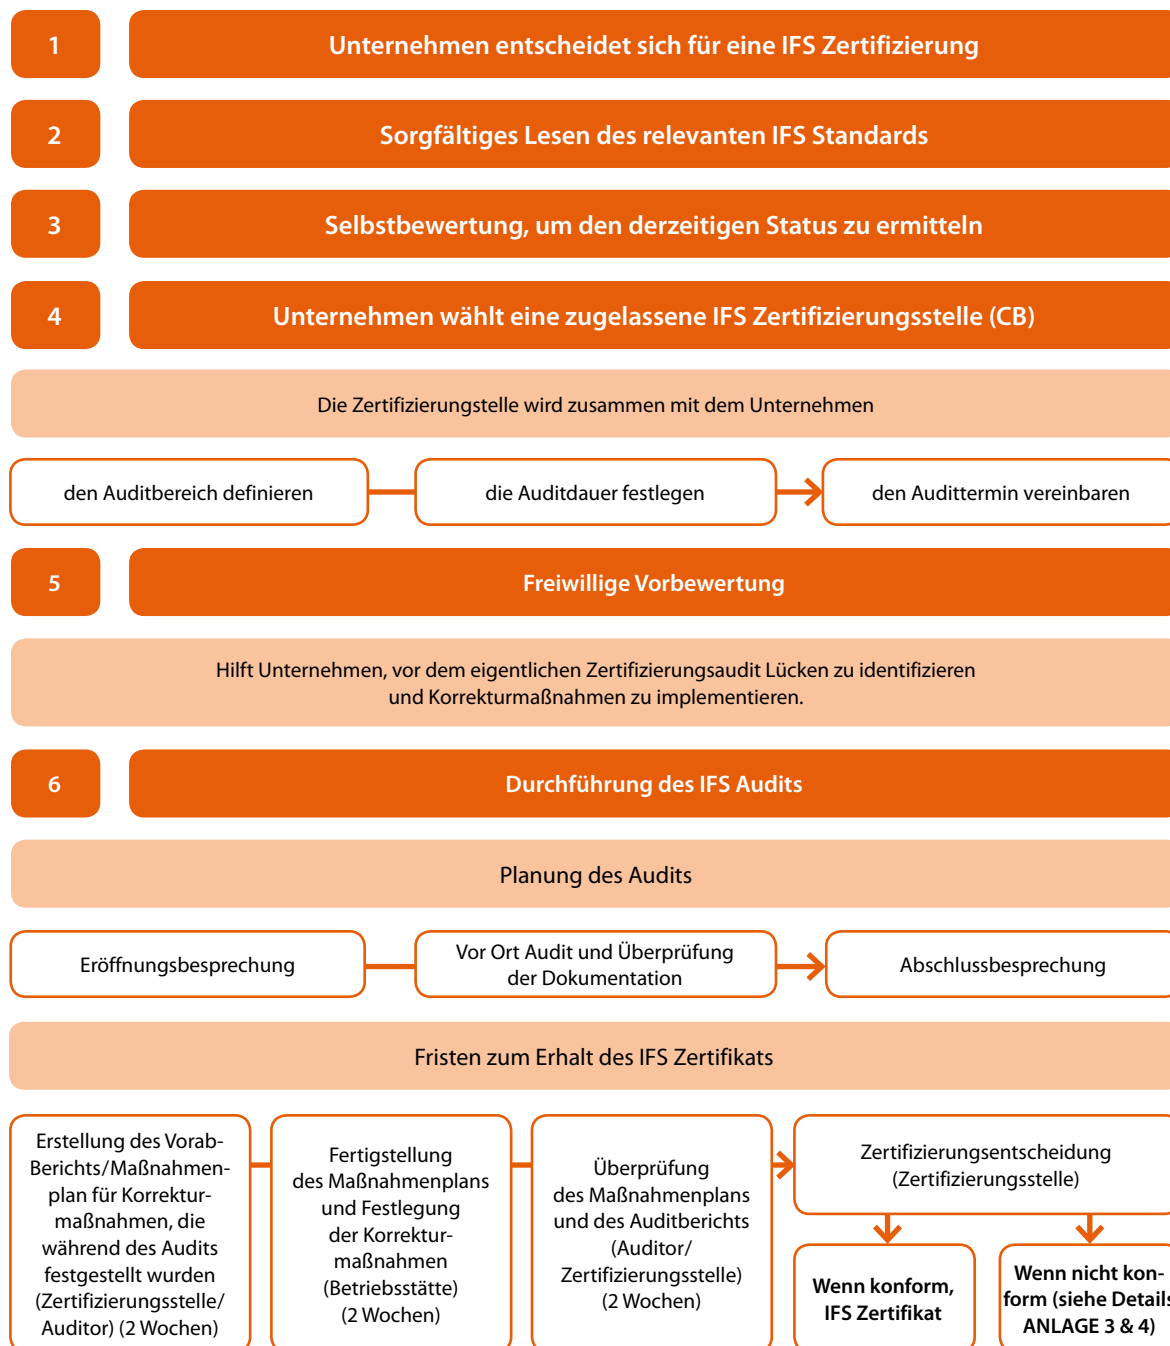 1
Unternehmen entscheidet sich für eine IFS Zertifizierung
2
Sorgfältiges Lesen des relevanten IFS Standards
3
Selbstbewertung, um den derzeitigen Status zu ermitteln
4
Unternehmen wählt eine zugelassene IFS Zertifizierungsstelle (CB)
Die Zertifizierungstelle wird zusammen mit dem Unternehmen
den Auditbereich definieren
die Auditdauer festlegen
den Audittermin vereinbaren
5
Freiwillige Vorbewertung
Hilft Unternehmen, vor dem eigentlichen Zertifizierungsaudit Lücken zu identifizieren
und Korrekturmaßnahmen zu implementieren.
6
Durchführung des IFS Audits
Planung des Audits
Eröffnungsbesprechung
Vor Ort Audit und Überprüfung
der Dokumentation
Abschlussbesprechung
Fristen zum Erhalt des IFS Zertifikats
Erstellung des Vorab-
Berichts/Maßnahmen-
plan für Korrektur-
maßnahmen, die
während des Audits
festgestellt wurden
(Zertifizierungsstelle/
Auditor) (2 Wochen)
Fertigstellung
des Maßnahmenplans
und Festlegung
der Korrektur-
maßnahmen
(Betriebsstätte)
(2 Wochen)
Überprüfung
des Maßnahmenplans
und des Auditberichts
(Auditor/
Zertifizierungsstelle)
(2 Wochen)
Zertifizierungsentscheidung
(Zertifizierungsstelle)
Wenn konform,
IFS Zertifikat
Wenn nicht kon-
form (siehe Details
ANLAGE 3 & 4)